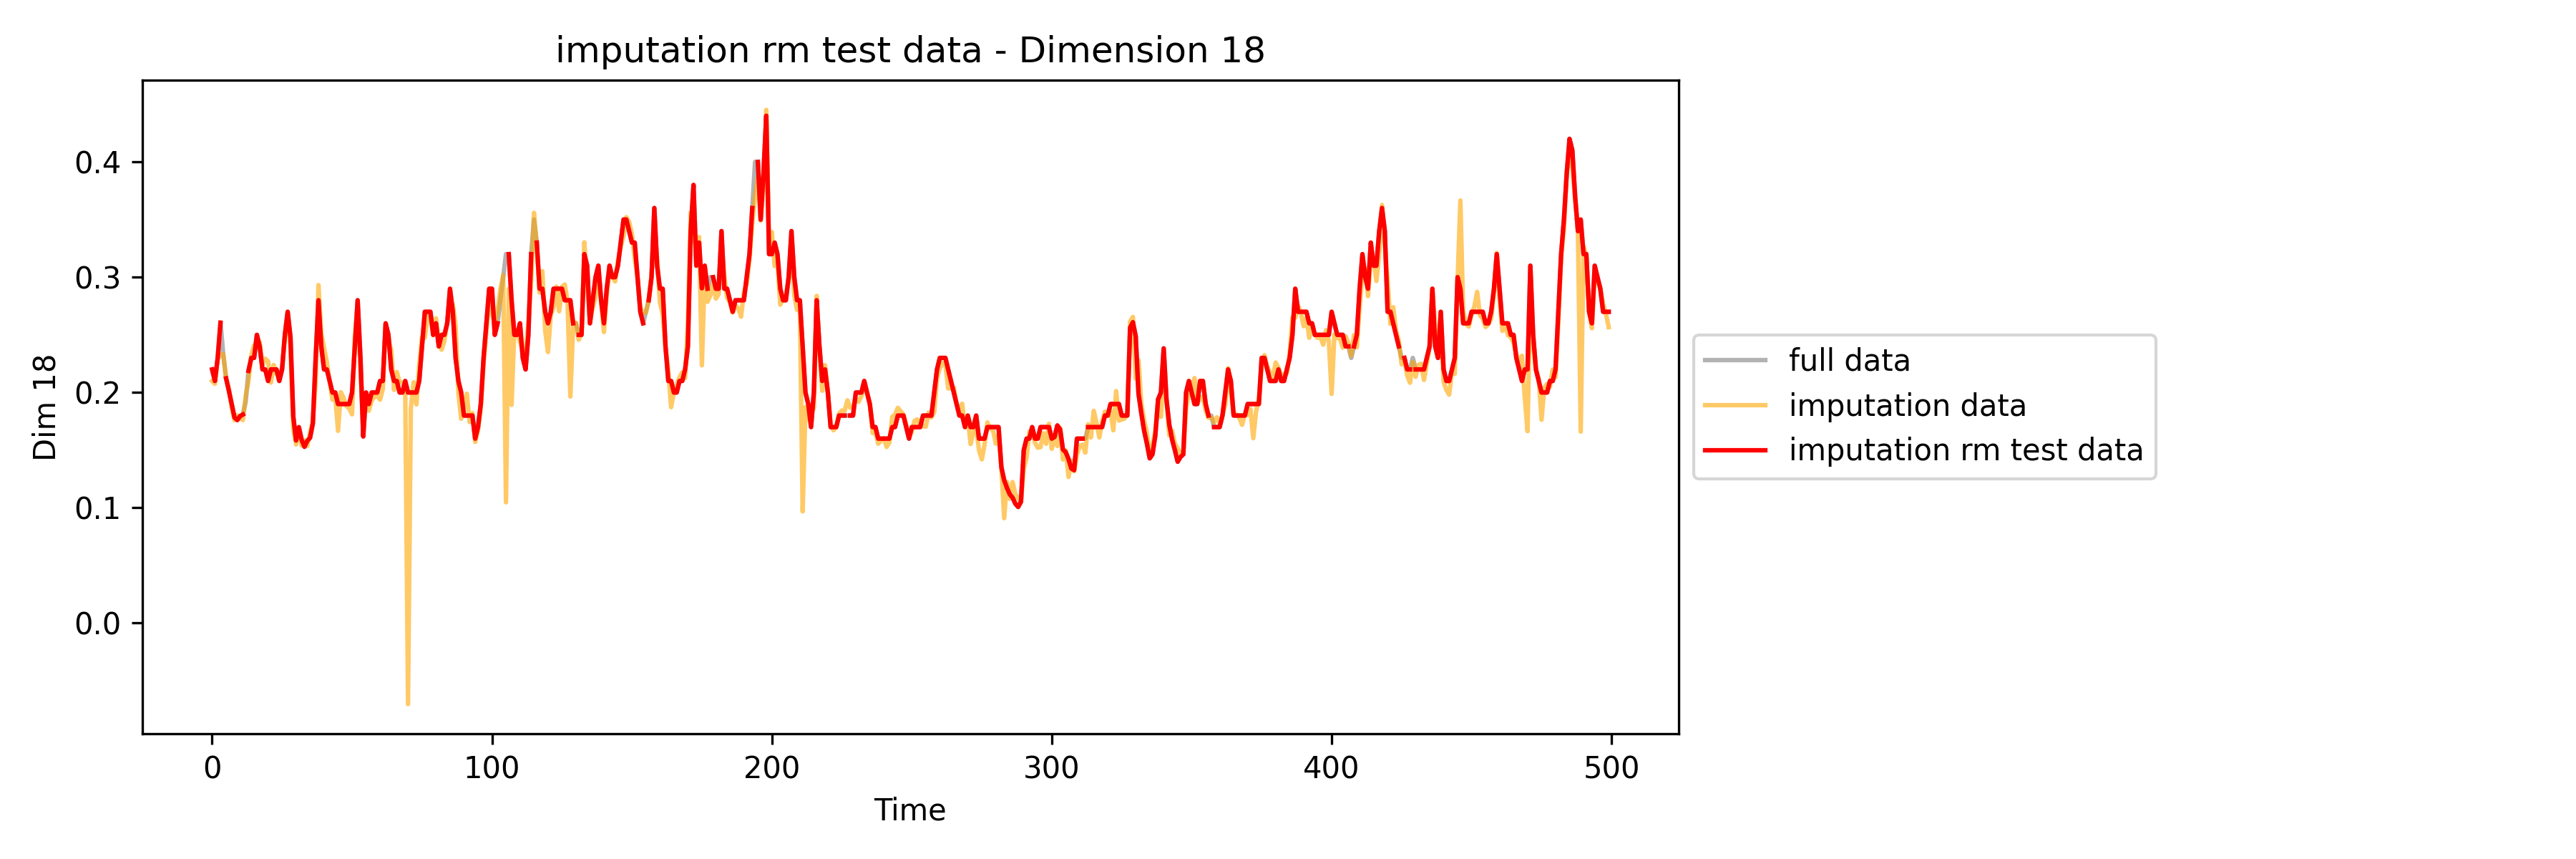 imputation rm test data - Dimension 18
Dim 18
0.4
0.3
0.2
0.1
0.0
0 100 200 300 400 500
Time
full data
imputation data
imputation rm test data